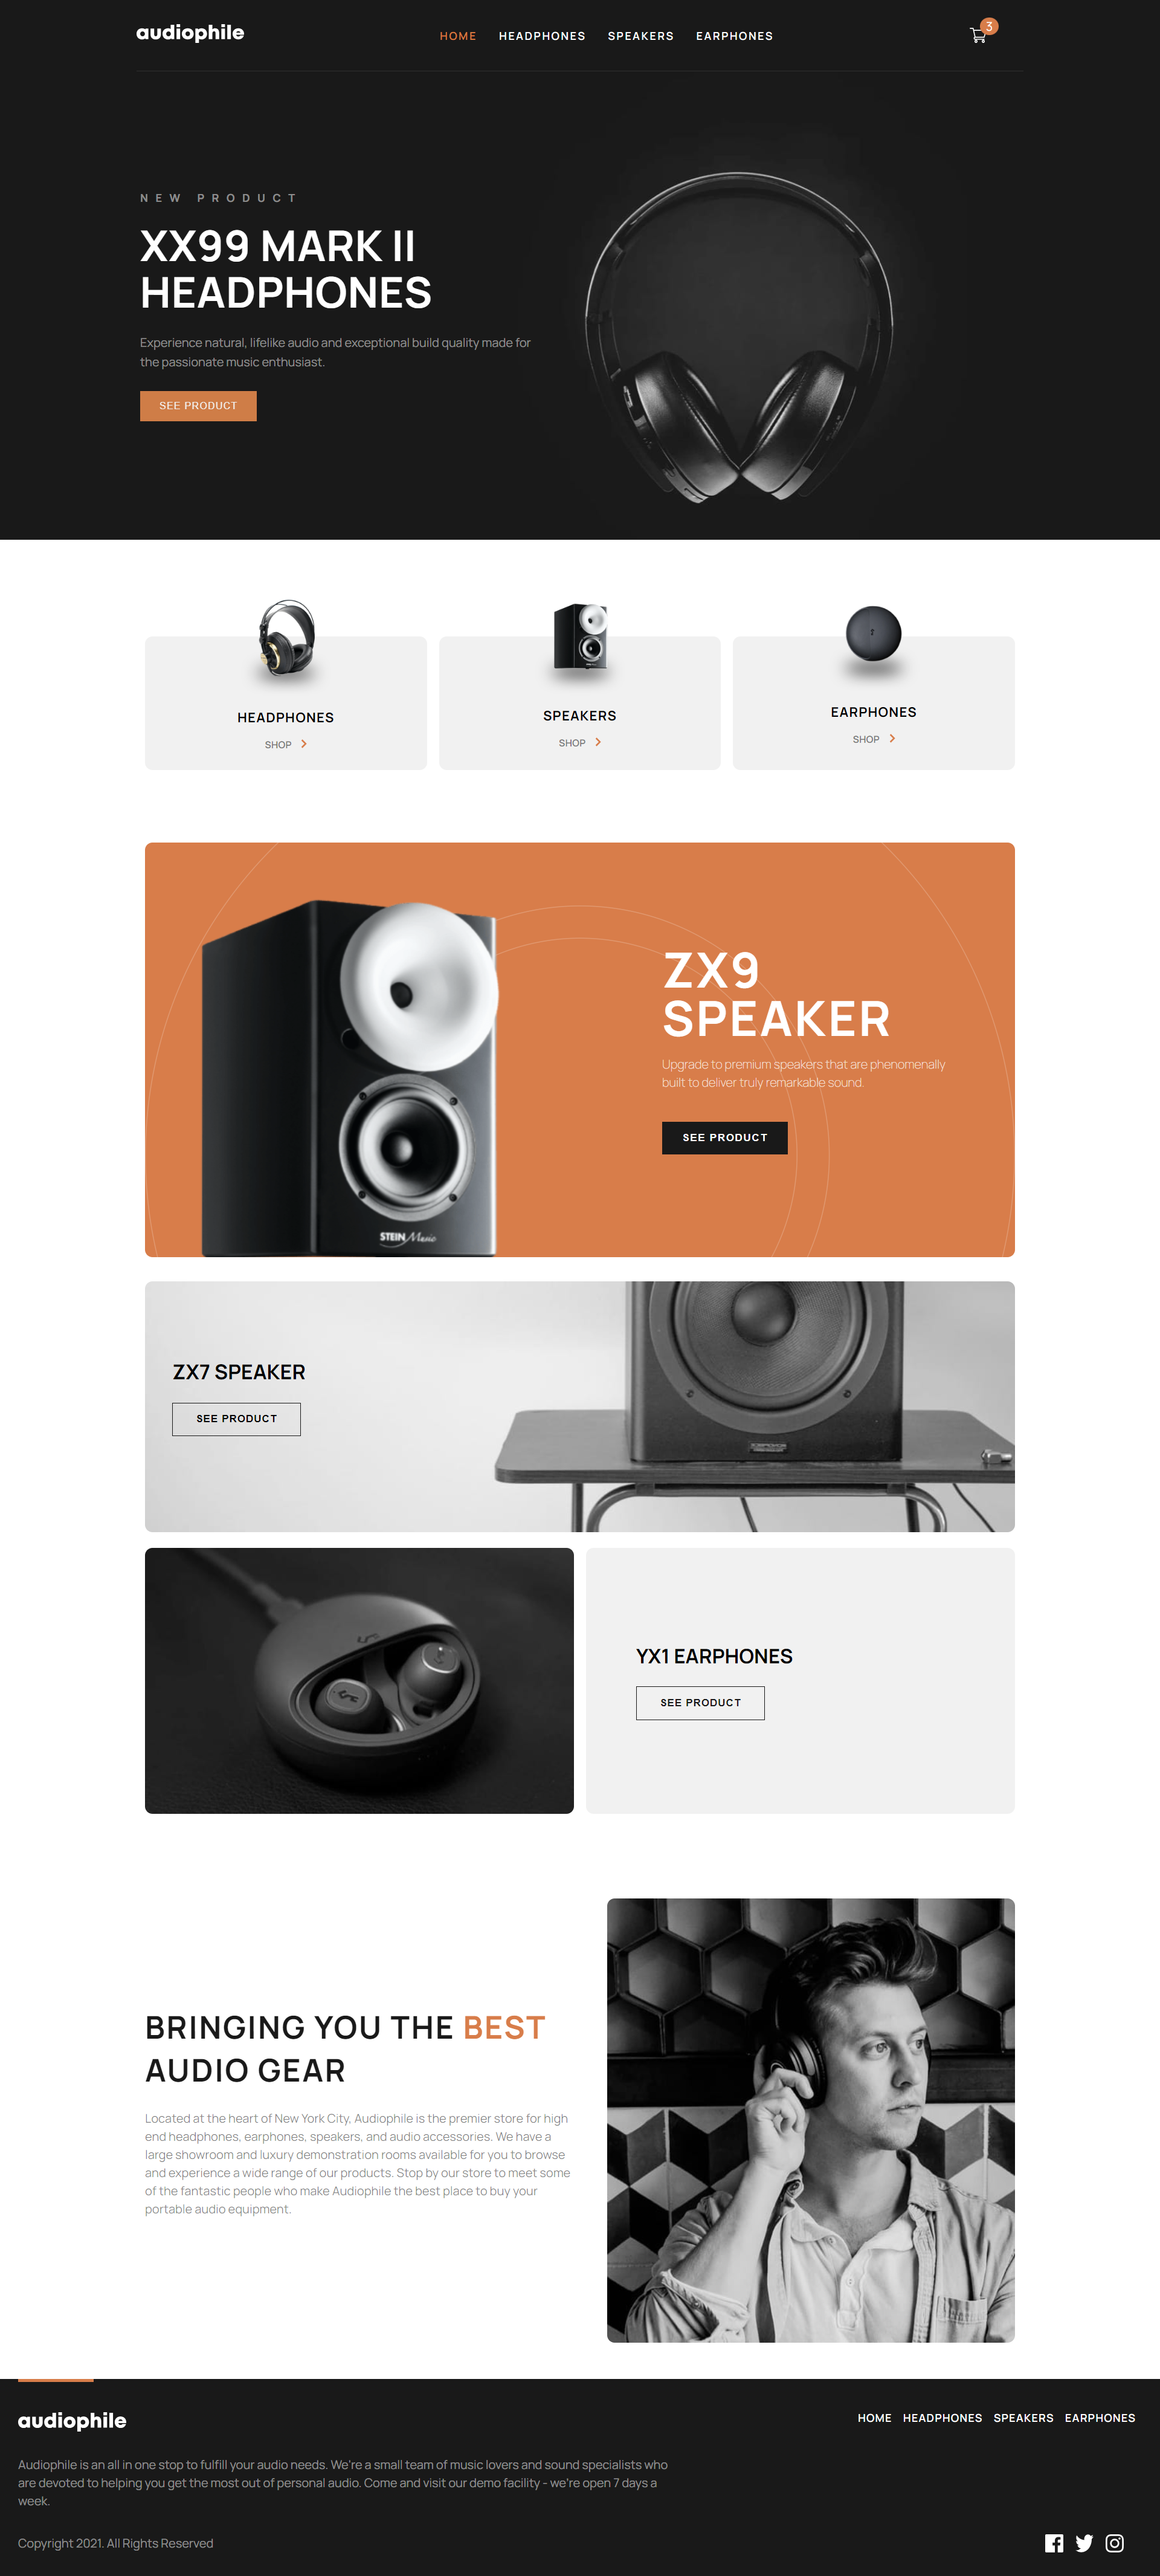 audiophile
HOME HEADPHONES SPEAKERS EARPHONES
3
NEW PRODUCT
XX99 MARK II
HEADPHONES
Experience natural, lifelike audio and exceptional build quality made for
the passionate music enthusiast.
SEE PRODUCT
HEADPHONES
SHOP
SPEAKERS
SHOP
EARPHONES
SHOP
ZX9
SPEAKER
Upgrade to premium speakers that are phenomenally
built to deliver truly remarkable sound.
SEE PRODUCT
STEIN Music
ZX7 SPEAKER
SEE PRODUCT
YX1 EARPHONES
SEE PRODUCT
BRINGING YOU THE BEST
AUDIO GEAR
Located at the heart of New York City, Audiophile is the premier store for high
end headphones, earphones, speakers, and audio accessories. We have a
large showroom and luxury demonstration rooms available for you to browse
and experience a wide range of our products. Stop by our store to meet some
of the fantastic people who make Audiophile the best place to buy your
portable audio equipment.
audiophile
HOME HEADPHONES SPEAKERS EARPHONES
Audiophile is an all in one stop to fulfill your audio needs. We're a small team of music lovers and sound specialists who
are devoted to helping you get the most out of personal audio. Come and visit our demo facility - we're open 7 days a
week.
Copyright 2021. All Rights Reserved